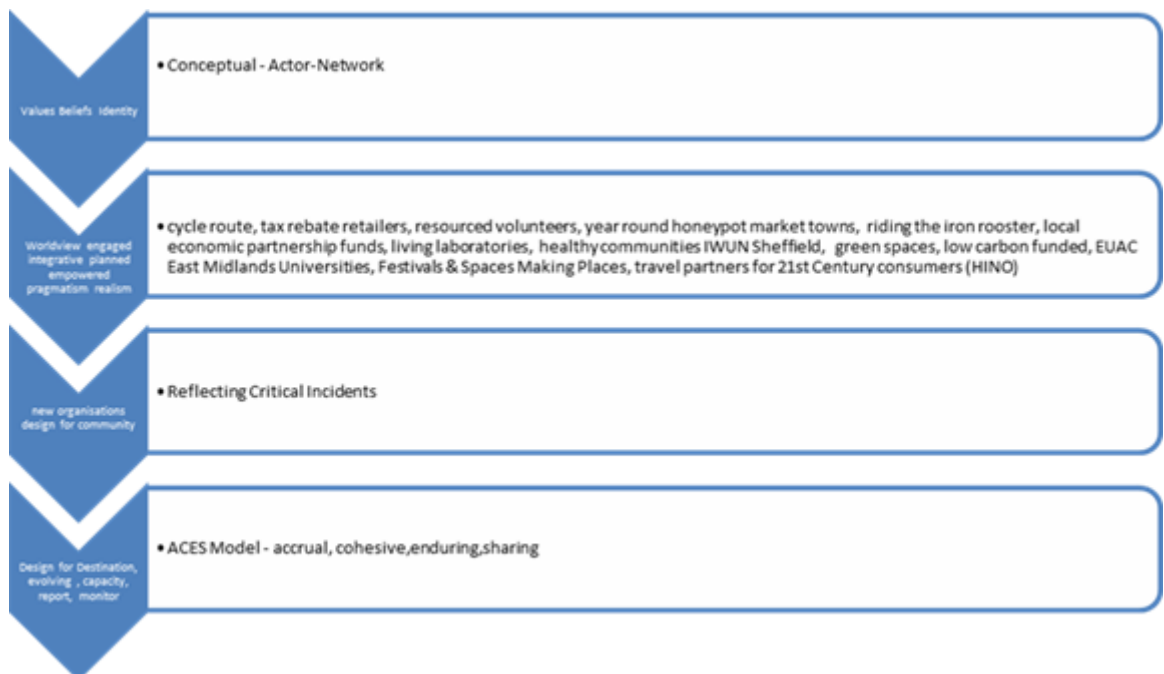 • Conceptual - Actor-Network
Values Beliefs Identity
• cycle route, tax rebate retailers, resourced volunteers, year round honeypot market towns, riding the iron rooster, local
economic partnership funds, living laboratories, healthy communities IWUN Sheffield, green spaces, low carbon funded, EUAC
East Midlands Universities, Festivals & Spaces Making Places, travel partners for 21st Century consumers (HINO)
Worldview engaged
integrative planned
empowered
pragmatism realism
• Reflecting Critical Incidents
new organisations
design for community
• ACES Model - accrual, cohesive,enduring,sharing
Design for Destination,
evolving , capacity,
report, monitor